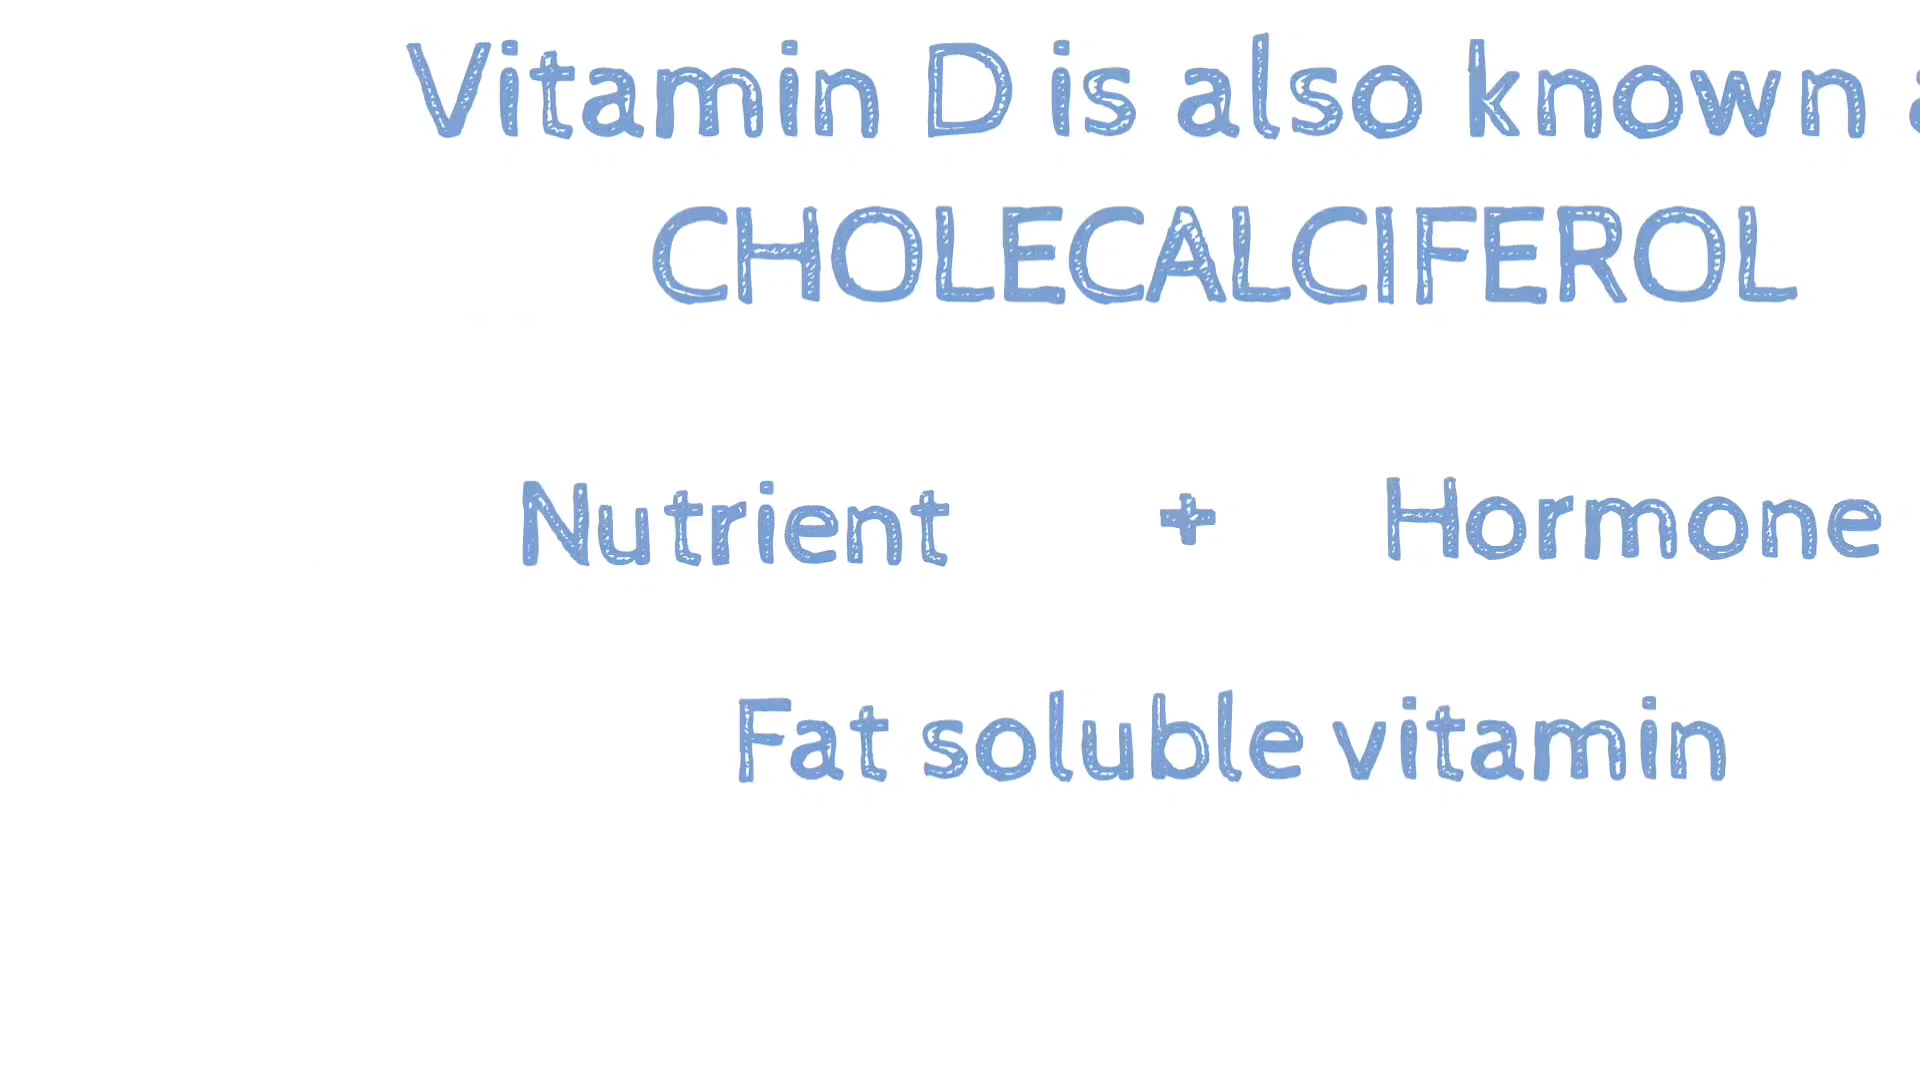 Vitamin D is also known a
CHOLECALCIFEROL
Nutrient + Hormone
Fat soluble vitamin